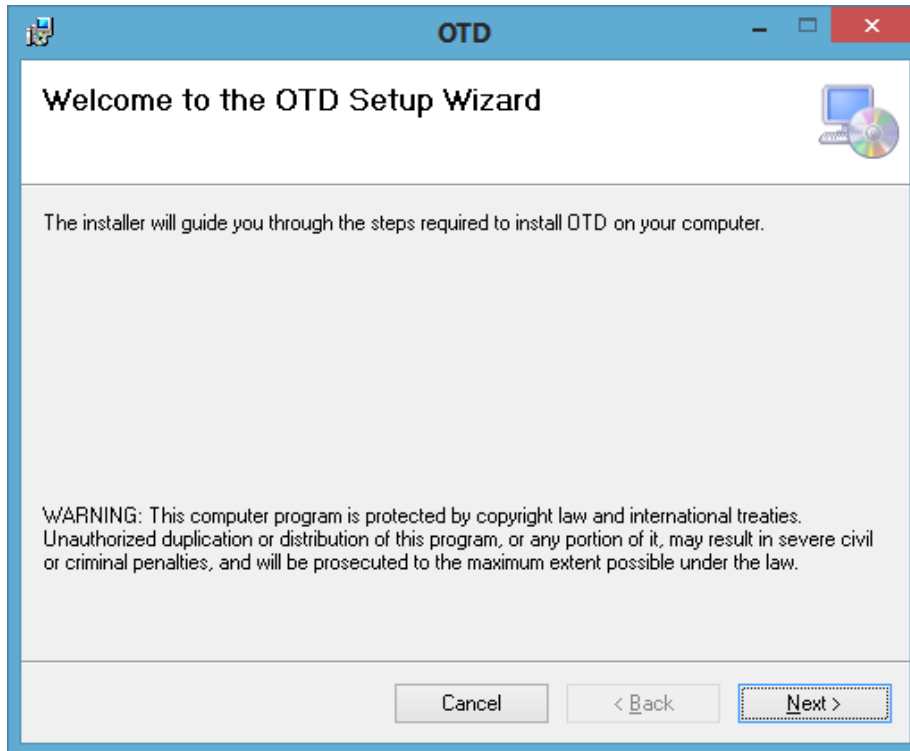 OTD
Welcome to the OTD Setup Wizard
The installer will guide you through the steps required to install OTD on your computer.
WARNING: This computer program is protected by copyright law and international treaties.
Unauthorized duplication or distribution of this program, or any portion of it, may result in severe civil
or criminal penalties, and will be prosecuted to the maximum extent possible under the law.
Cancel
< Back
Next >